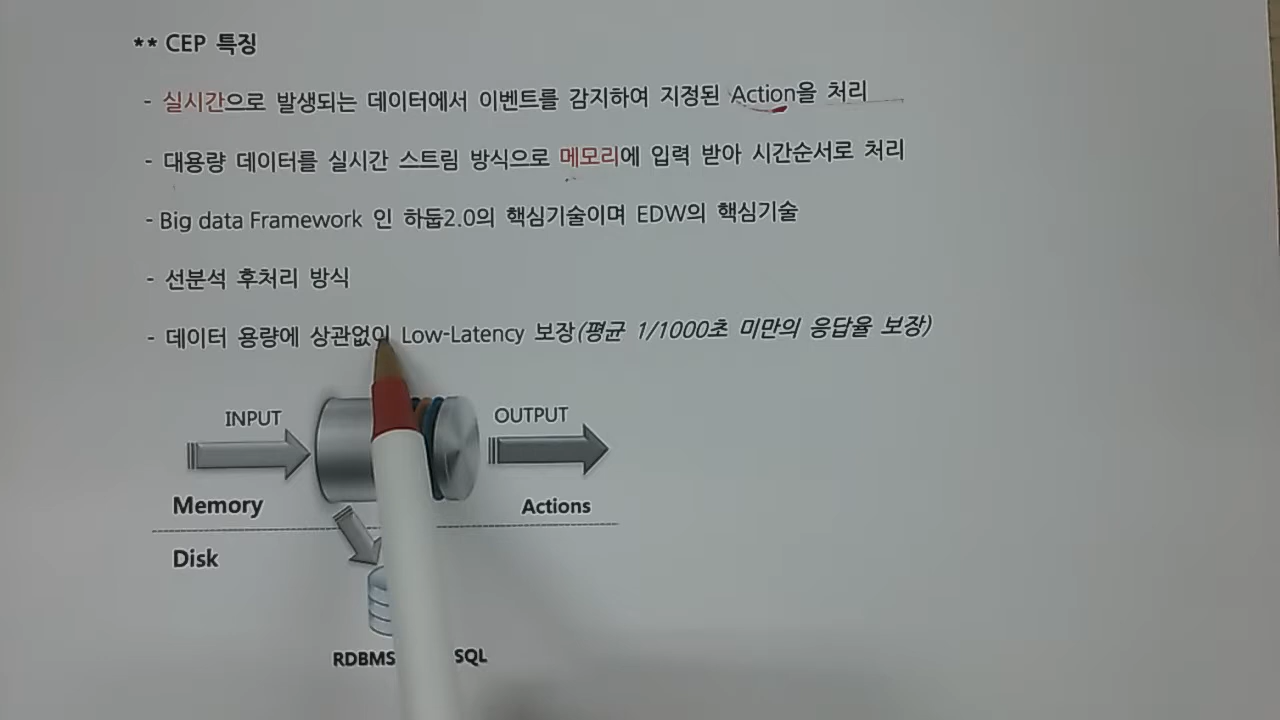 ** CEP 특징
- 실시간으로 발생되는 데이터에서 이벤트를 감지하여 지정된 Action을 처리
- 대용량 데이터를 실시간 스트림 방식으로 메모리에 입력 받아 시간순서로 처리
- Big data Framework 인 하둡2.0의 핵심기술이며 EDW의 핵심기술
- 선분석 후처리 방식
- 데이터 용량에 상관없이 Low-Latency 보장(평균 1/1000초 미만의 응답율 보장)
INPUT OUTPUT
Memory Actions
Disk
RDBMS SQL